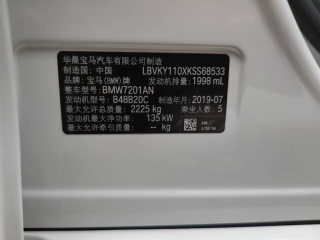 华晨宝马汽车有限公司制造
制造国：中国 LBVKY110XKSS68533
品牌：宝马(BMW)牌 发动机排量：1998 mL
整车型号：BMW7201AN
发动机型号：B48B20C 制造年月：2019-07
最大允许总质量：2225 kg 乘坐人数：5
发动机最大净功率：135 kW
最大允许牵引质量：-- kg